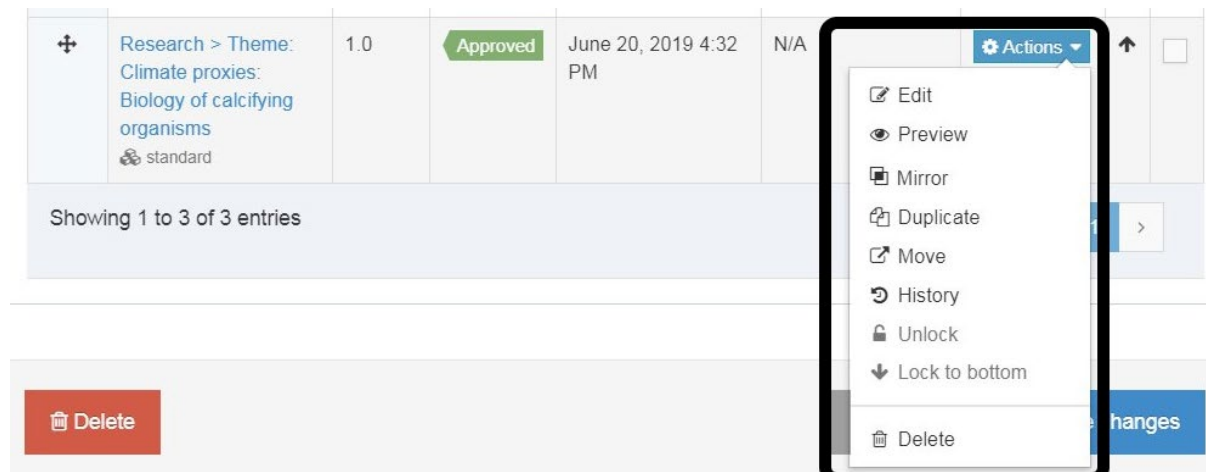 Research > Theme: 1.0 Approved June 20, 2019 4:32 N/A Actions
Climate proxies: PM
Biology of calcifying
organisms
standard
Edit
Preview
Mirror
Duplicate
Move
History
Unlock
Lock to bottom
Delete
Showing 1 to 3 of 3 entries
Delete
hanges